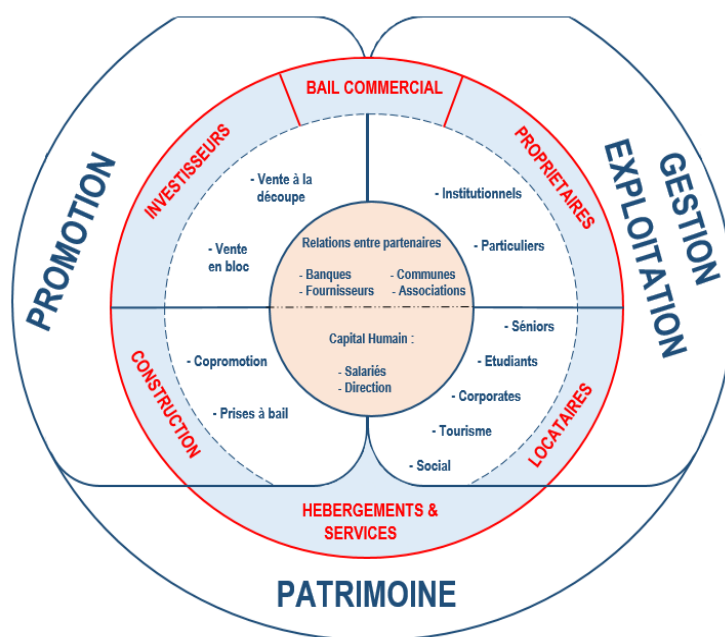 PROMOTION
GESTION
EXPLOITATION
PATRIMOINE
BAIL COMMERCIAL
INVESTISSEURS
PROPRIETAIRES
CONSTRUCTION
LOCATAIRES
HEBERGEMENTS &
SERVICES
- Vente à la
découpe
- Vente
en bloc
- Institutionnels
- Particuliers
- Copromotion
- Prises à bail
- Séniors
- Etudiants
- Corporates
- Tourisme
- Social
Relations entre partenaires
- Banques - Communes
- Fournisseurs - Associations
Capital Humain :
- Salariés
- Direction